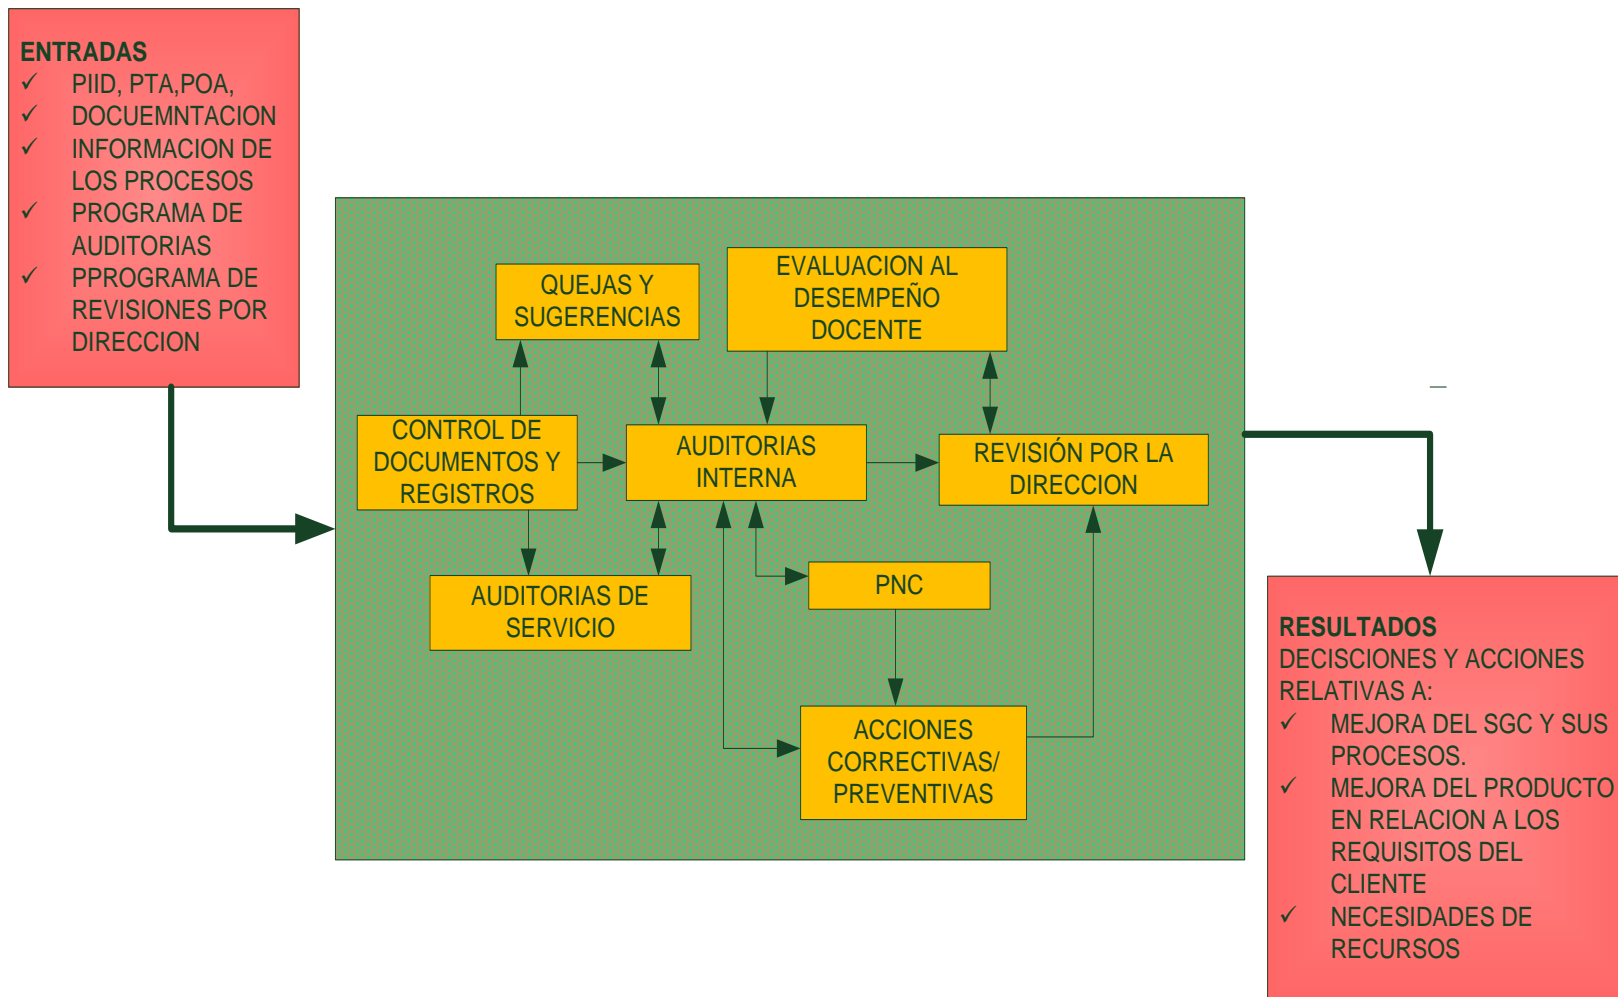 ENTRADAS
✓ PIID, PTA,POA,
✓ DOCUEMNTACION
✓ INFORMACION DE
LOS PROCESOS
✓ PROGRAMA DE
AUDITORIAS
✓ PPROGRAMA DE
REVISIONES POR
DIRECCION
QUEJAS Y
SUGERENCIAS
EVALUACION AL
DESEMPEÑO
DOCENTE
CONTROL DE
DOCUMENTOS Y
REGISTROS
AUDITORIAS
INTERNA
REVISIÓN POR LA
DIRECCION
AUDITORIAS DE
SERVICIO
PNC
ACCIONES
CORRECTIVAS/
PREVENTIVAS
RESULTADOS
DECISCIONES Y ACCIONES
RELATIVAS A:
✓ MEJORA DEL SGC Y SUS
PROCESOS.
✓ MEJORA DEL PRODUCTO
EN RELACION A LOS
REQUISITOS DEL
CLIENTE
✓ NECESIDADES DE
RECURSOS